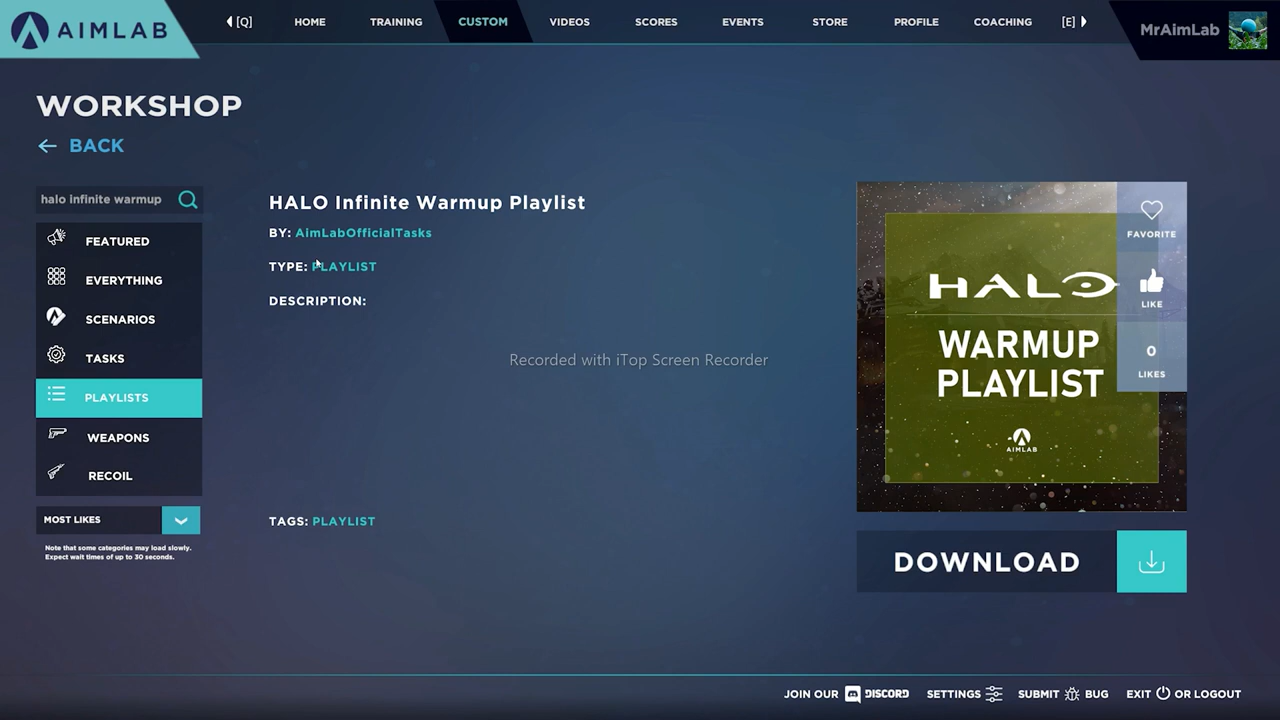 AIMLAB
[Q]
HOME
TRAINING
CUSTOM
VIDEOS
SCORES
EVENTS
STORE
PROFILE
COACHING
[E]
MrAimLab
WORKSHOP
BACK
halo infinite warmup
FEATURED
EVERYTHING
SCENARIOS
TASKS
PLAYLISTS
WEAPONS
RECOIL
MOST LIKES
Note that some categories may load slowly.
Expect wait times of up to 30 seconds.
HALO Infinite Warmup Playlist
BY: AimLabOfficialTasks
TYPE: PLAYLIST
DESCRIPTION:
Recorded with iTop Screen Recorder
TAGS: PLAYLIST
HALO
WARMUP
PLAYLIST
AIMLAB
FAVORITE
LIKE
0
LIKES
DOWNLOAD
JOIN OUR DISCORD
SETTINGS
SUBMIT BUG
EXIT OR LOGOUT